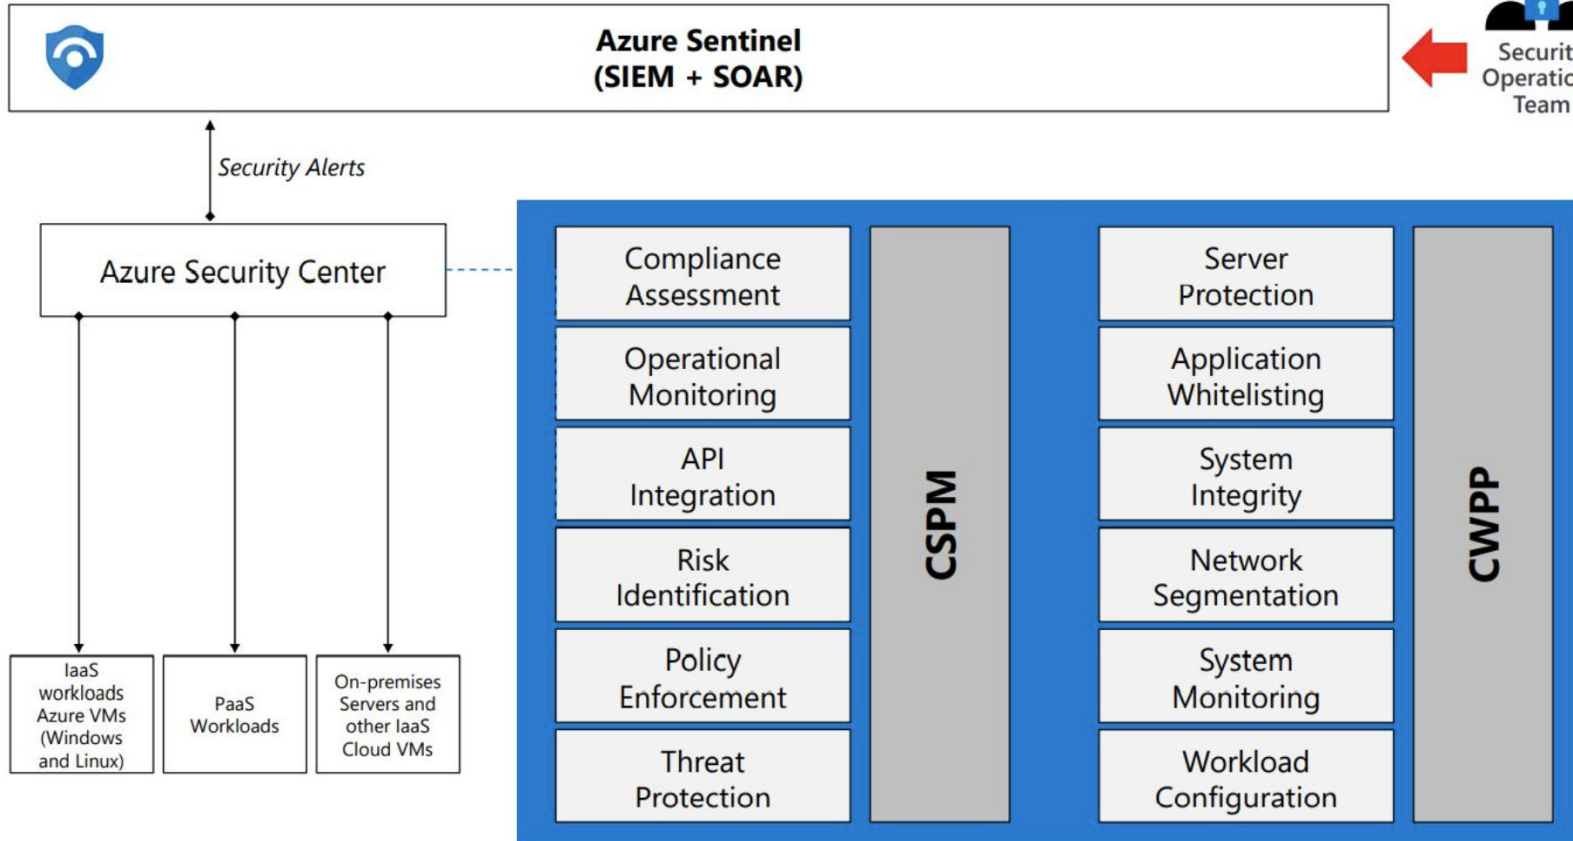 Azure Sentinel
(SIEM + SOAR)
Securit
Operatio
Team
Security Alerts
Azure Security Center
IaaS
workloads
Azure VMs
(Windows
and Linux)
PaaS
Workloads
On-premises
Servers and
other IaaS
Cloud VMs
Compliance
Assessment
Operational
Monitoring
API
Integration
Risk
Identification
Policy
Enforcement
Threat
Protection
CSPM
Server
Protection
Application
Whitelisting
System
Integrity
Network
Segmentation
System
Monitoring
Workload
Configuration
CWPP